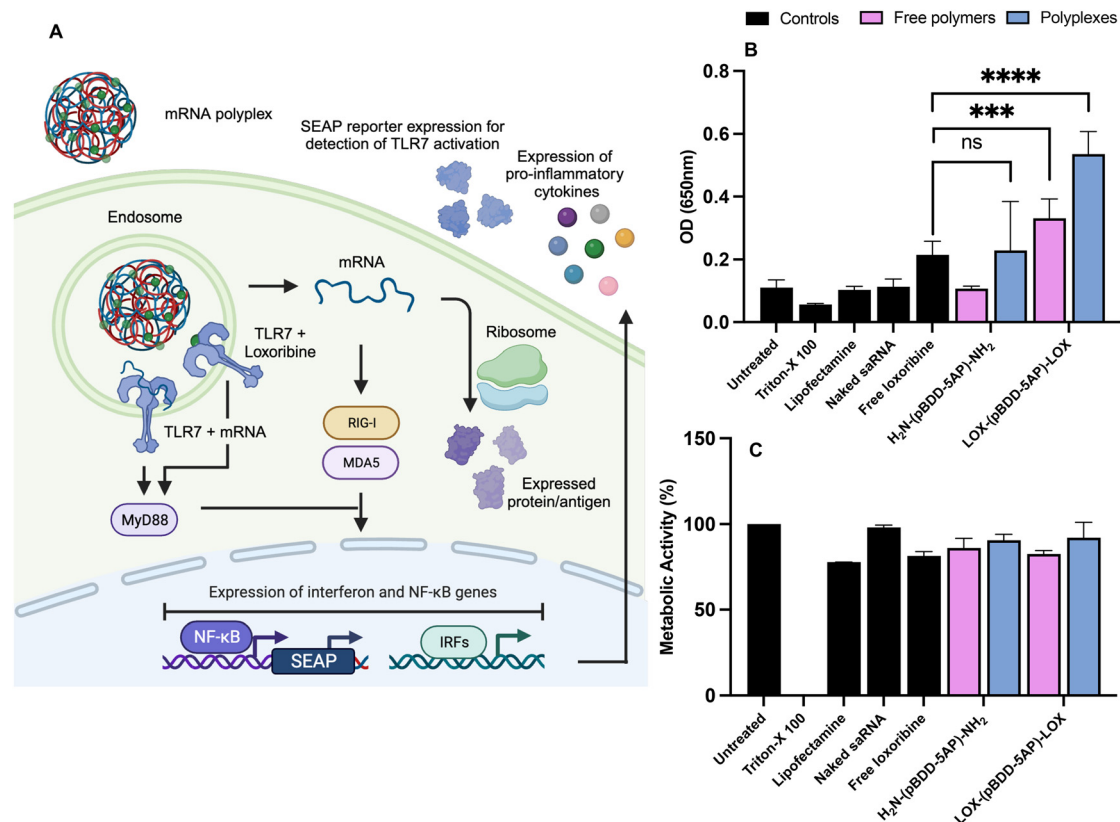 A
mRNA polyplex
SEAP reporter expression for
detection of TLR7 activation
Expression of
pro-inflammatory
cytokines
Endosome
mRNA
TLR7 +
Loxoribine
Ribosome
TLR7 + mRNA
RIG-I
MDA5
Expressed
protein/antigen
MyD88
Expression of interferon and NF-κB genes
NF-κB
SEAP
IRFs
Controls
Free polymers
Polyplexes
B
OD (650nm)
0.8
0.6
0.4
0.2
0.0
****
***
ns
Untreated
Triton-X 100
Lipofectamine
Naked saRNA
Free loxoribine
H₂N-(pBDD-5AP)-NH₂
LOX-(pBDD-5AP)-LOX
C
Metabolic Activity (%)
150
100
50
0
Untreated
Triton-X 100
Lipofectamine
Naked saRNA
Free loxoribine
H₂N-(pBDD-5AP)-NH₂
LOX-(pBDD-5AP)-LOX